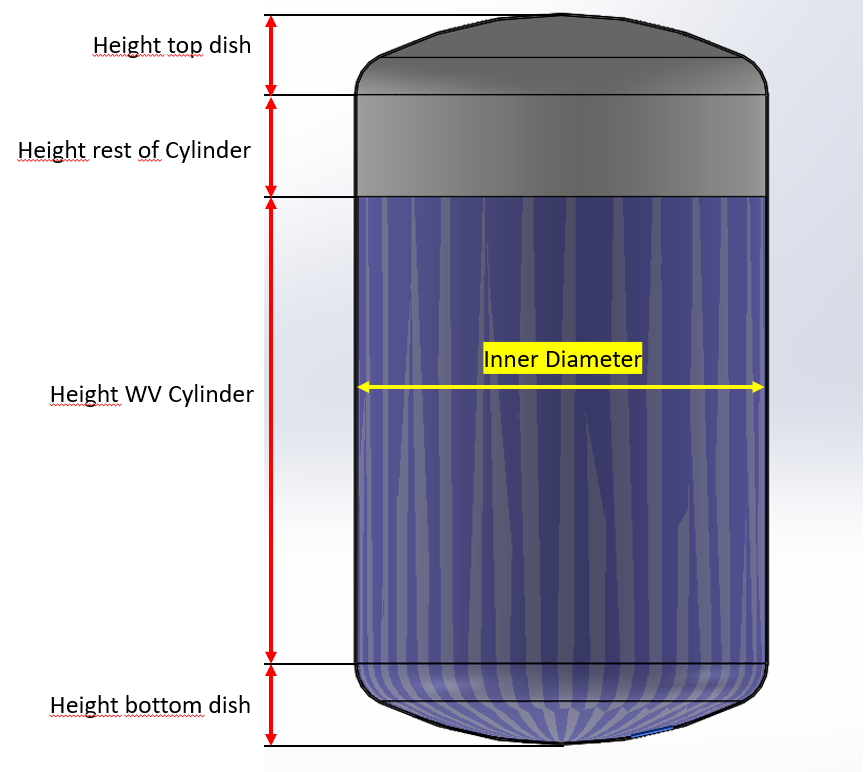 Height top dish
Height rest of Cylinder
Inner Diameter
Height WV Cylinder
Height bottom dish